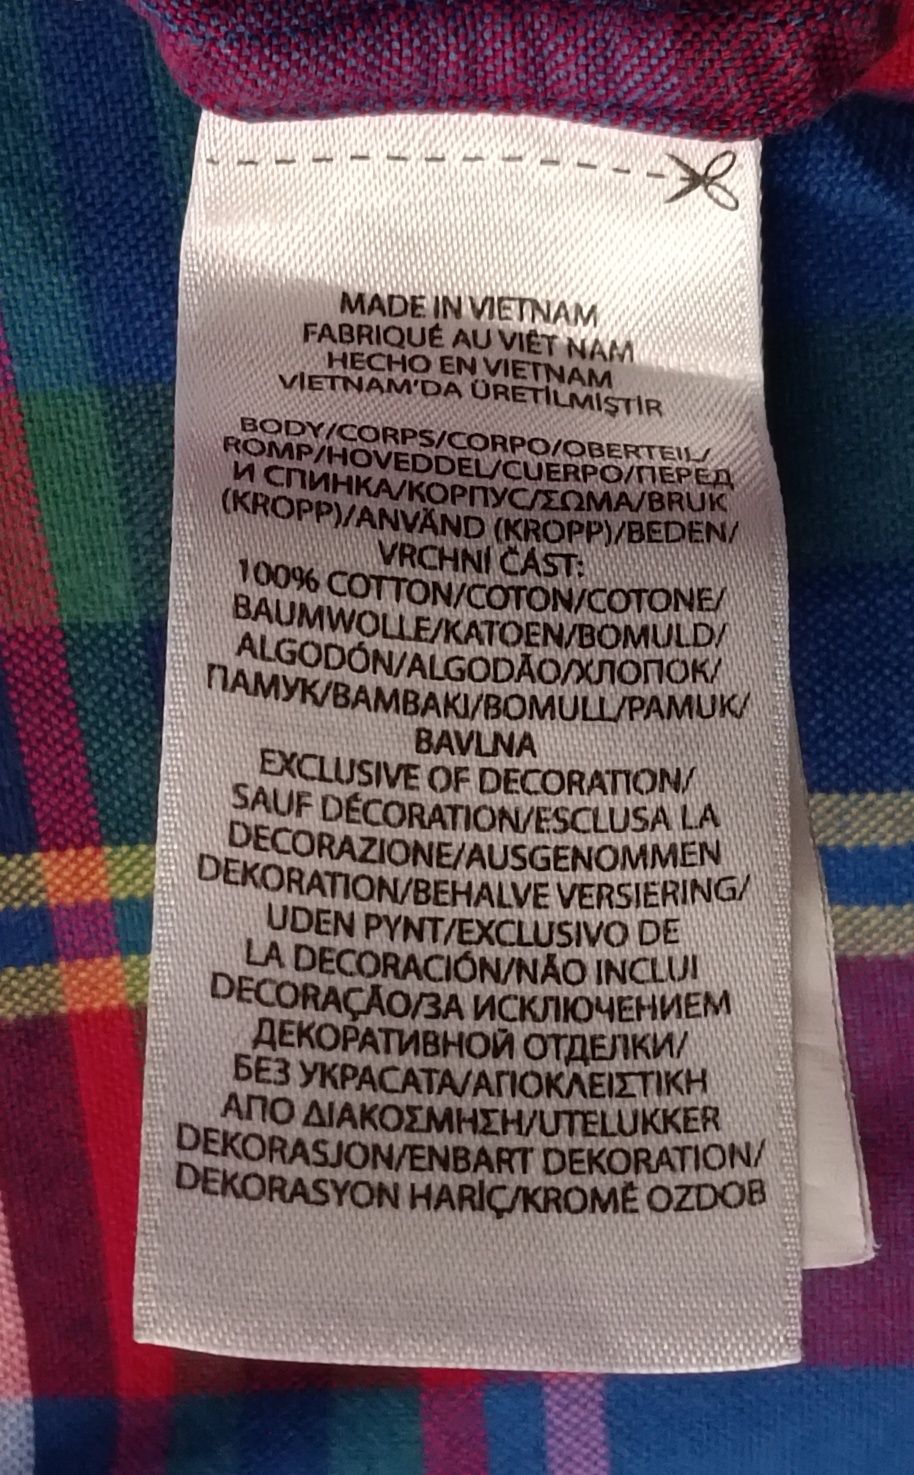 MADE IN VIETNAM
FABRIQUÉ AU VIÊT NAM
HECHO EN VIETNAM
VİETNAM'DA ÜRETİLMİŞTİR
BODY/CORPS/CORPO/OBERTEIL/
ROMP/HOVEDDEL/CUERPO/ПЕРЕД
И СПИНКА/КОРПУС/ΣΩΜΑ/BRUK
(KROPP)/ANVÄND (KROPP)/BEDEN/
VRCHNÍ ČÁST:
100% COTTON/COTON/COTONE/
BAUMWOLLE/KATOEN/BOMULD/
ALGODÓN/ALGODÃO/ХЛОПОК/
ПАМУК/ΒΑΜΒΑΚΙ/BOMULL/PAMUK/
BAVLNA
EXCLUSIVE OF DECORATION/
SAUF DÉCORATION/ESCLUSA LA
DECORAZIONE/AUSGENOMMEN
DEKORATION/BEHALVE VERSIERING/
UDEN PYNT/EXCLUSIVO DE
LA DECORACIÓN/NÃO INCLUI
DECORAÇÃO/ЗА ИСКЛЮЧЕНИЕМ
ДЕКОРАТИВНОЙ ОТДЕЛКИ/
БЕЗ УКРАСАТА/ΑΠΟΚΛΕΙΣΤΙΚΗ
ΑΠΟ ΔΙΑΚΟΣΜΗΣΗ/UTELUKKER
DEKORASJON/ENBART DEKORATION/
DEKORASYON HARİÇ/KROMĚ OZDOB